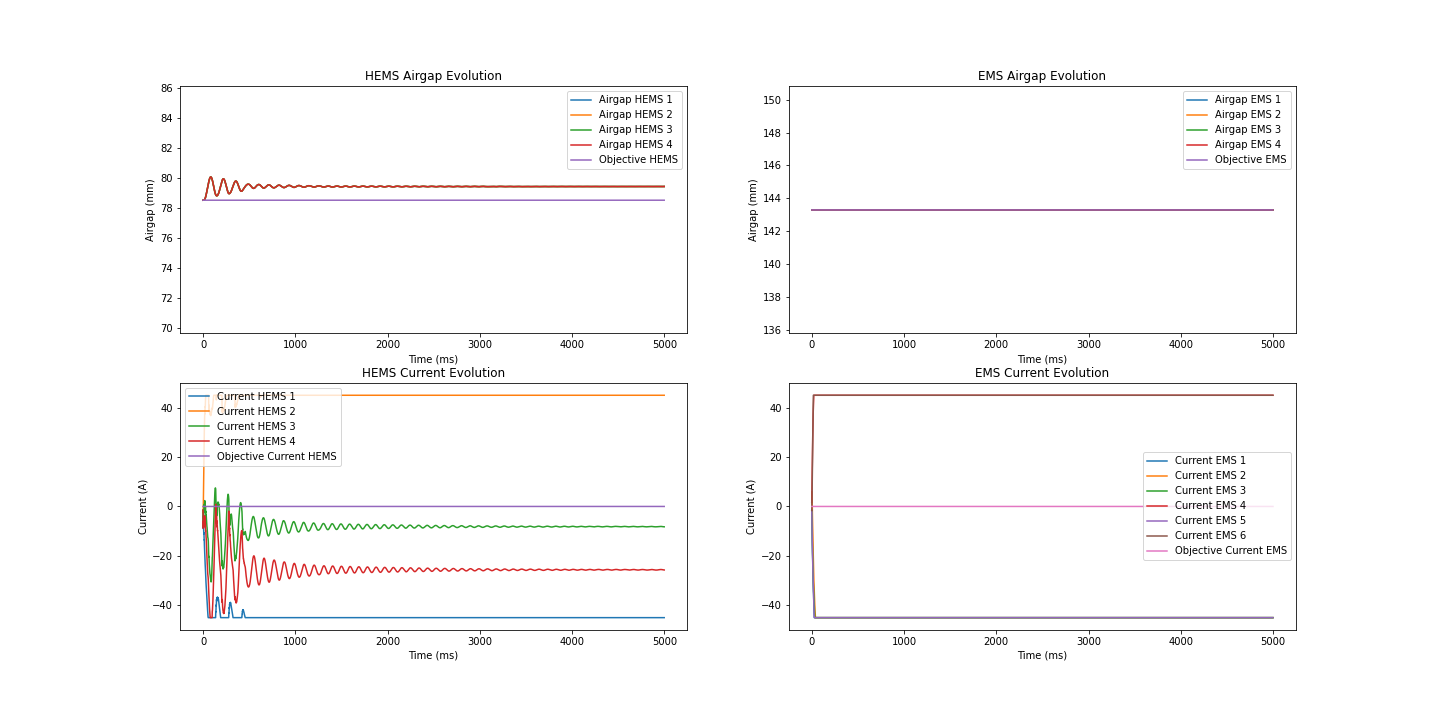 HEMS Airgap Evolution
86
84
82
80
78
76
74
72
70
Airgap (mm)
0 1000 2000 3000 4000 5000
Time (ms)
Airgap HEMS 1
Airgap HEMS 2
Airgap HEMS 3
Airgap HEMS 4
Objective HEMS
EMS Airgap Evolution
150
148
146
144
142
140
138
136
Airgap (mm)
0 1000 2000 3000 4000 5000
Time (ms)
Airgap EMS 1
Airgap EMS 2
Airgap EMS 3
Airgap EMS 4
Objective EMS
HEMS Current Evolution
40
20
0
−20
−40
Current (A)
0 1000 2000 3000 4000 5000
Time (ms)
Current HEMS 1
Current HEMS 2
Current HEMS 3
Current HEMS 4
Objective Current HEMS
EMS Current Evolution
40
20
0
−20
−40
Current (A)
0 1000 2000 3000 4000 5000
Time (ms)
Current EMS 1
Current EMS 2
Current EMS 3
Current EMS 4
Current EMS 5
Current EMS 6
Objective Current EMS